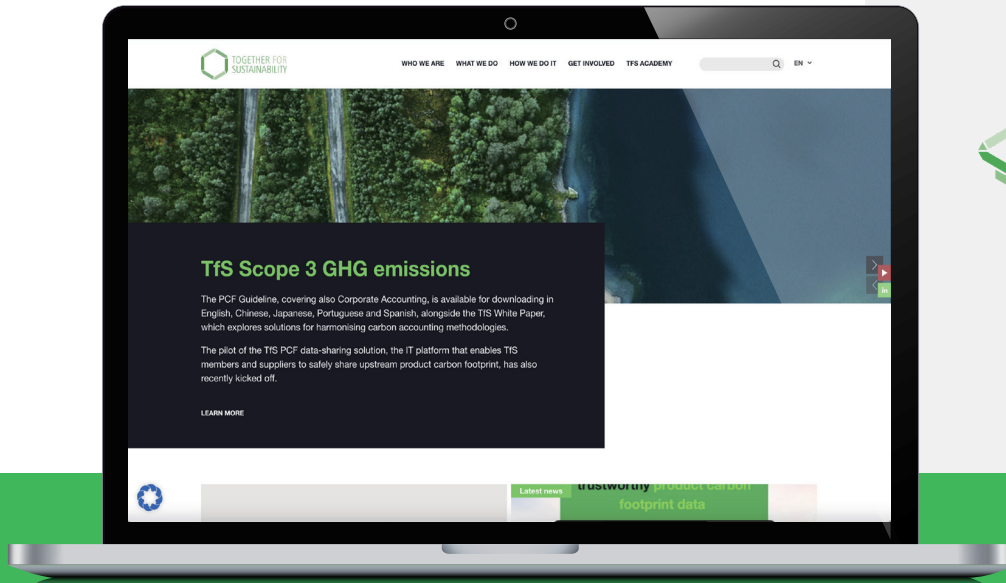 TOGETHER FOR
SUSTAINABILITY
WHO WE ARE WHAT WE DO HOW WE DO IT GET INVOLVED TFS ACADEMY EN
TfS Scope 3 GHG emissions
The PCF Guideline, covering also Corporate Accounting, is available for downloading in
English, Chinese, Japanese, Portuguese and Spanish, alongside the TfS White Paper,
which explores solutions for harmonising carbon accounting methodologies.
The pilot of the TfS PCF data-sharing solution, the IT platform that enables TfS
members and suppliers to safely share upstream product carbon footprint, has also
recently kicked off.
LEARN MORE
in
Latest news
trustworthy product carbon
footprint data